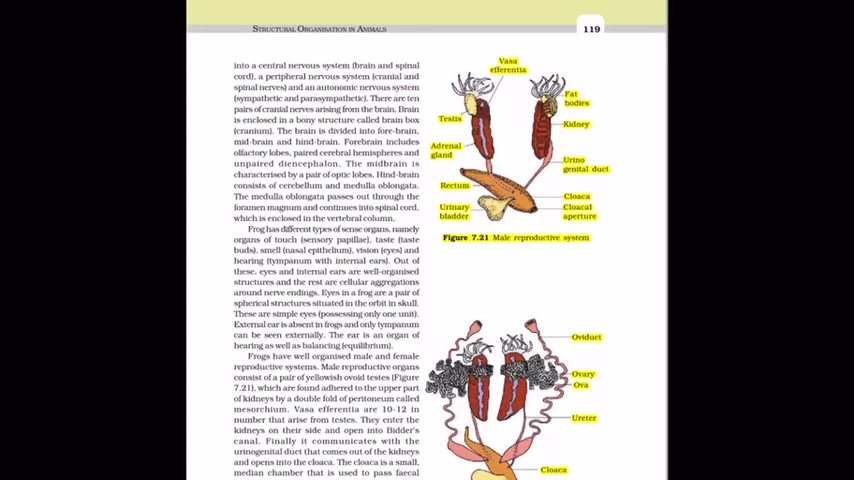 STRUCTURAL ORGANISATION IN ANIMALS
119
into a central nervous system (brain and spinal
cord), a peripheral nervous system (cranial and
spinal nerves) and an autonomic nervous system
(sympathetic and parasympathetic). There are ten
pairs of cranial nerves arising from the brain. Brain
is enclosed in a bony structure called brain box
(cranium). The brain is divided into fore-brain,
mid-brain and hind-brain. Forebrain includes
olfactory lobes, paired cerebral hemispheres and
unpaired diencephalon. The midbrain is
characterised by a pair of optic lobes. Hind-brain
consists of cerebellum and medulla oblongata.
The medulla oblongata passes out through the
foramen magnum and continues into spinal cord,
which is enclosed in the vertebral column.
Frog has different types of sense organs, namely
organs of touch (sensory papillae), taste (taste
buds), smell (nasal epithelium), vision (eyes) and
hearing (tympanum with internal ears). Out of
these, eyes and internal ears are well-organised
structures and the rest are cellular aggregations
around nerve endings. Eyes in a frog are a pair of
spherical structures situated in the orbit in skull.
These are simple eyes (possessing only one unit).
External ear is absent in frogs and only tympanum
can be seen externally. The ear is an organ of
hearing as well as balancing (equilibrium).
Frogs have well organised male and female
reproductive systems. Male reproductive organs
consist of a pair of yellowish ovoid testes (Figure
7.21), which are found adhered to the upper part
of kidneys by a double fold of peritoneum called
mesorchium. Vasa efferentia are 10-12 in
number that arise from testes. They enter the
kidneys on their side and open into Bidder's
canal. Finally it communicates with the
urinogenital duct that comes out of the kidneys
and opens into the cloaca. The cloaca is a small,
median chamber that is used to pass faecal
Vasa
efferentia
Fat
bodies
Testis
Kidney
Adrenal
gland
Urino
genital duct
Rectum
Cloaca
Urinary
bladder
Cloacal
aperture
Figure 7.21 Male reproductive system
Oviduct
Ovary
Ova
Ureter
Cloaca